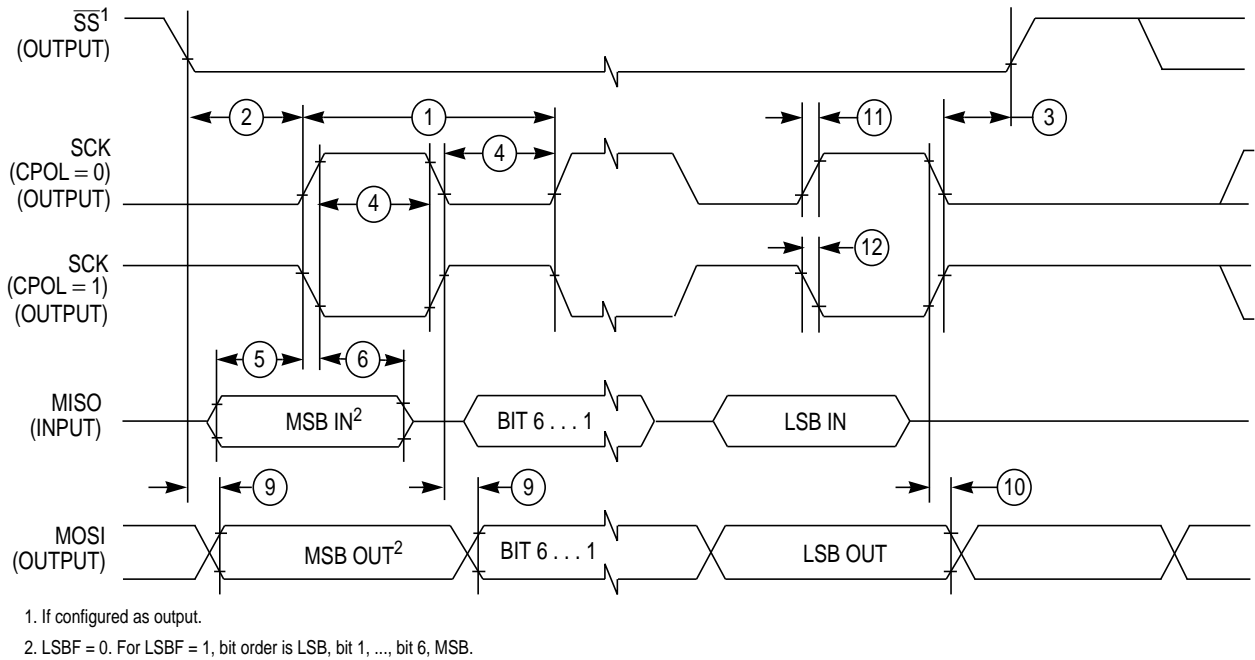 SS1
(OUTPUT)
2
1
11
3
SCK
(CPOL = 0)
(OUTPUT)
4
4
12
SCK
(CPOL = 1)
(OUTPUT)
5
6
MISO
(INPUT)
MSB IN2
BIT 6 . . . 1
LSB IN
9
9
10
MOSI
(OUTPUT)
MSB OUT2
BIT 6 . . . 1
LSB OUT
1. If configured as output.
2. LSBF = 0. For LSBF = 1, bit order is LSB, bit 1, ..., bit 6, MSB.